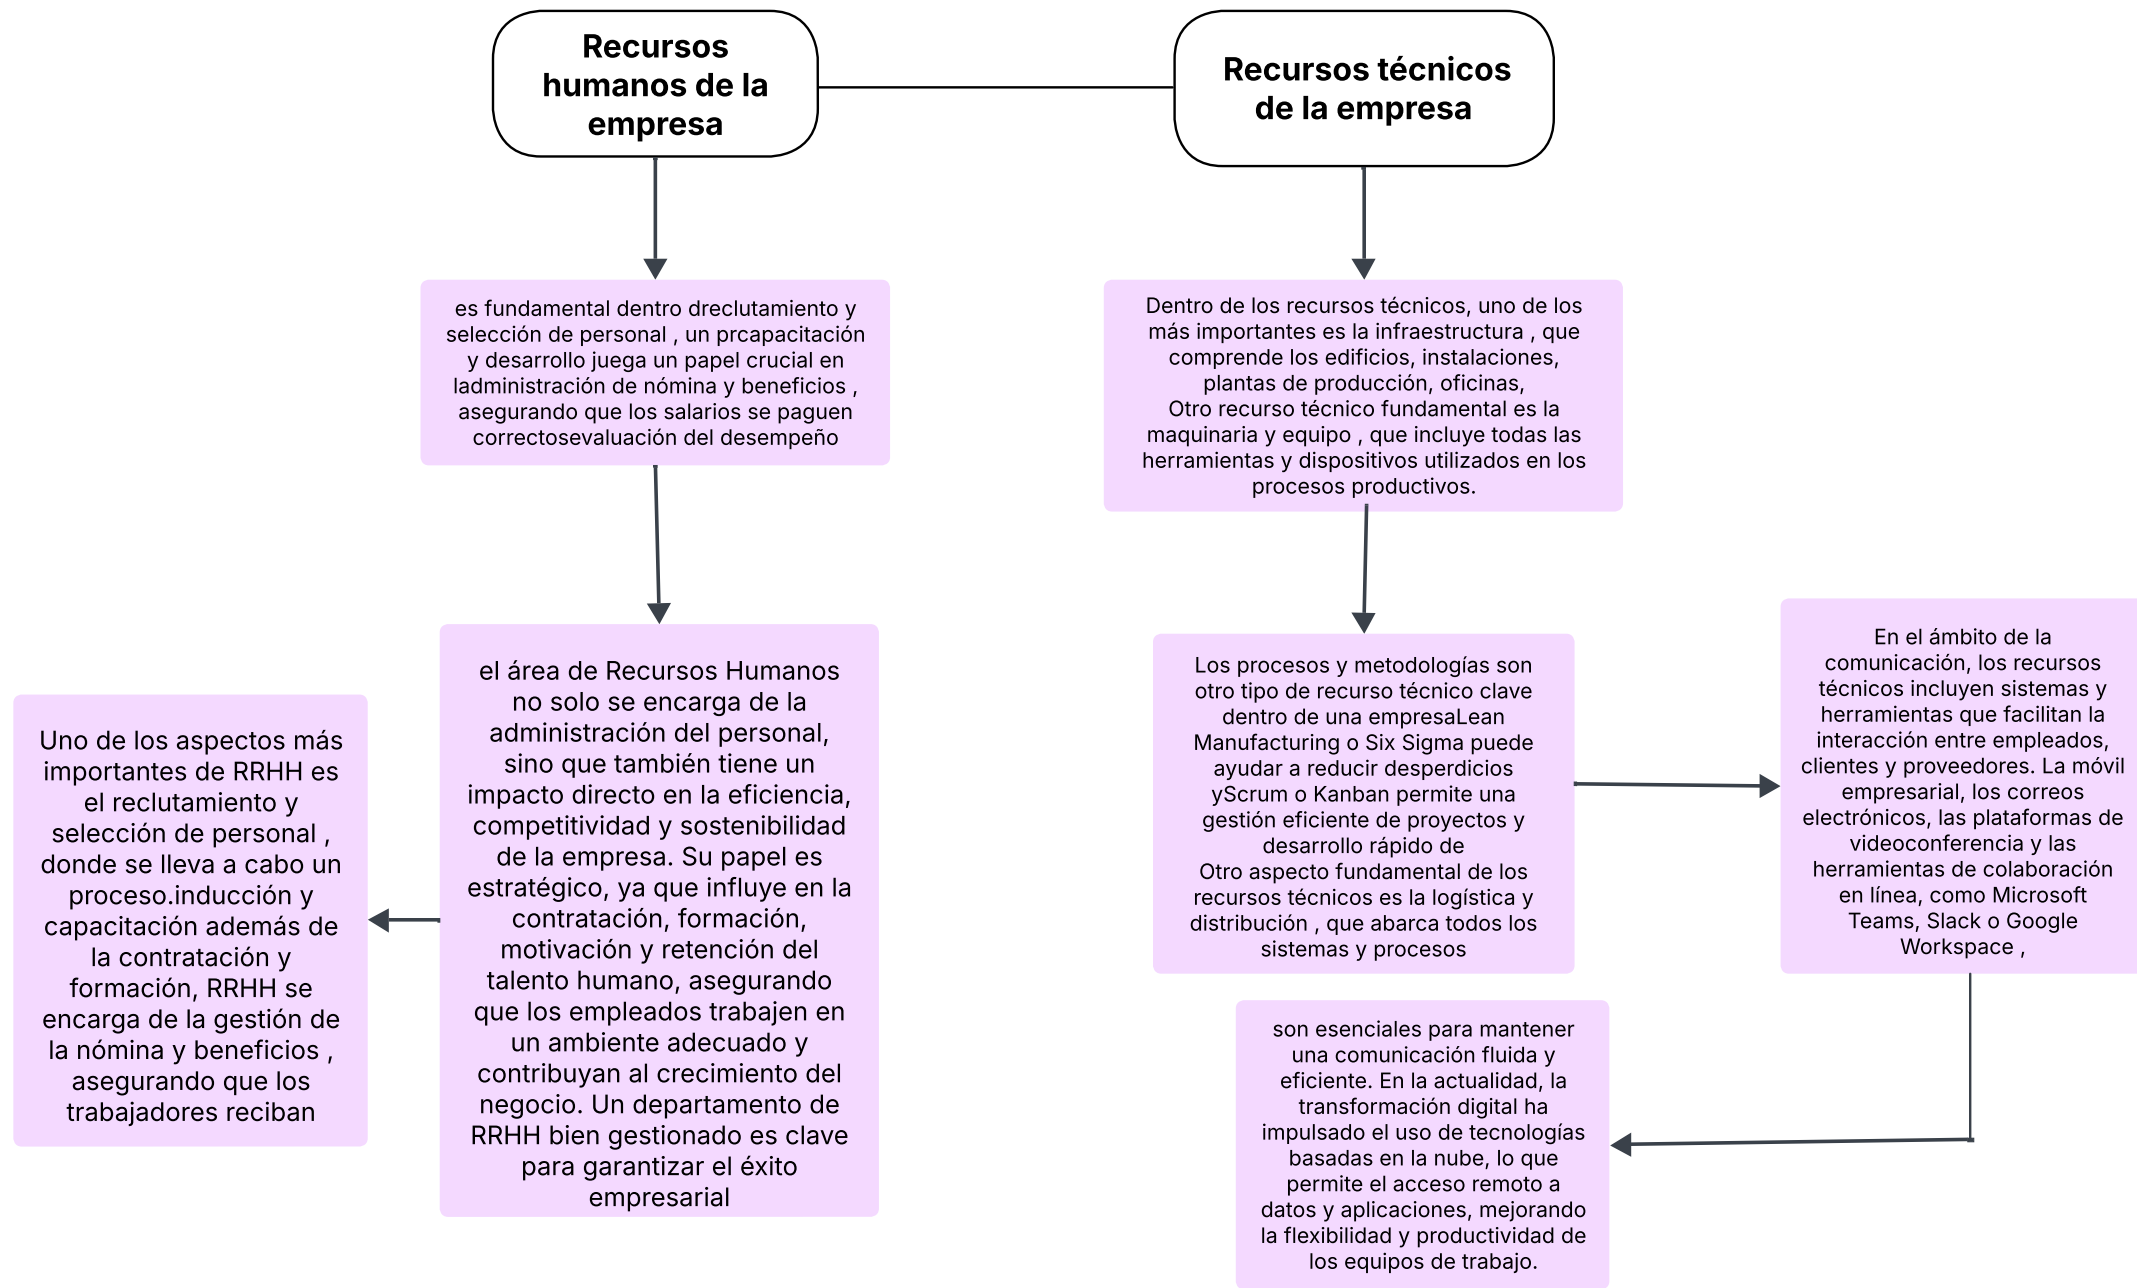 Recursos
humanos de la
empresa
Recursos técnicos
de la empresa
es fundamental dentro dreclutamiento y
selección de personal , un prcapacitación
y desarrollo juega un papel crucial en
ladministración de nómina y beneficios ,
asegurando que los salarios se paguen
correctosevaluación del desempeño
Dentro de los recursos técnicos, uno de los
más importantes es la infraestructura , que
comprende los edificios, instalaciones,
plantas de producción, oficinas,
Otro recurso técnico fundamental es la
maquinaria y equipo , que incluye todas las
herramientas y dispositivos utilizados en los
procesos productivos.
Uno de los aspectos más
importantes de RRHH es
el reclutamiento y
selección de personal ,
donde se lleva a cabo un
proceso.inducción y
capacitación además de
la contratación y
formación, RRHH se
encarga de la gestión de
la nómina y beneficios ,
asegurando que los
trabajadores reciban
el área de Recursos Humanos
no solo se encarga de la
administración del personal,
sino que también tiene un
impacto directo en la eficiencia,
competitividad y sostenibilidad
de la empresa. Su papel es
estratégico, ya que influye en la
contratación, formación,
motivación y retención del
talento humano, asegurando
que los empleados trabajen en
un ambiente adecuado y
contribuyan al crecimiento del
negocio. Un departamento de
RRHH bien gestionado es clave
para garantizar el éxito
empresarial
Los procesos y metodologías son
otro tipo de recurso técnico clave
dentro de una empresaLean
Manufacturing o Six Sigma puede
ayudar a reducir desperdicios
yScrum o Kanban permite una
gestión eficiente de proyectos y
desarrollo rápido de
Otro aspecto fundamental de los
recursos técnicos es la logística y
distribución , que abarca todos los
sistemas y procesos
En el ámbito de la
comunicación, los recursos
técnicos incluyen sistemas y
herramientas que facilitan la
interacción entre empleados,
clientes y proveedores. La móvil
empresarial, los correos
electrónicos, las plataformas de
videoconferencia y las
herramientas de colaboración
en línea, como Microsoft
Teams, Slack o Google
Workspace ,
son esenciales para mantener
una comunicación fluida y
eficiente. En la actualidad, la
transformación digital ha
impulsado el uso de tecnologías
basadas en la nube, lo que
permite el acceso remoto a
datos y aplicaciones, mejorando
la flexibilidad y productividad de
los equipos de trabajo.